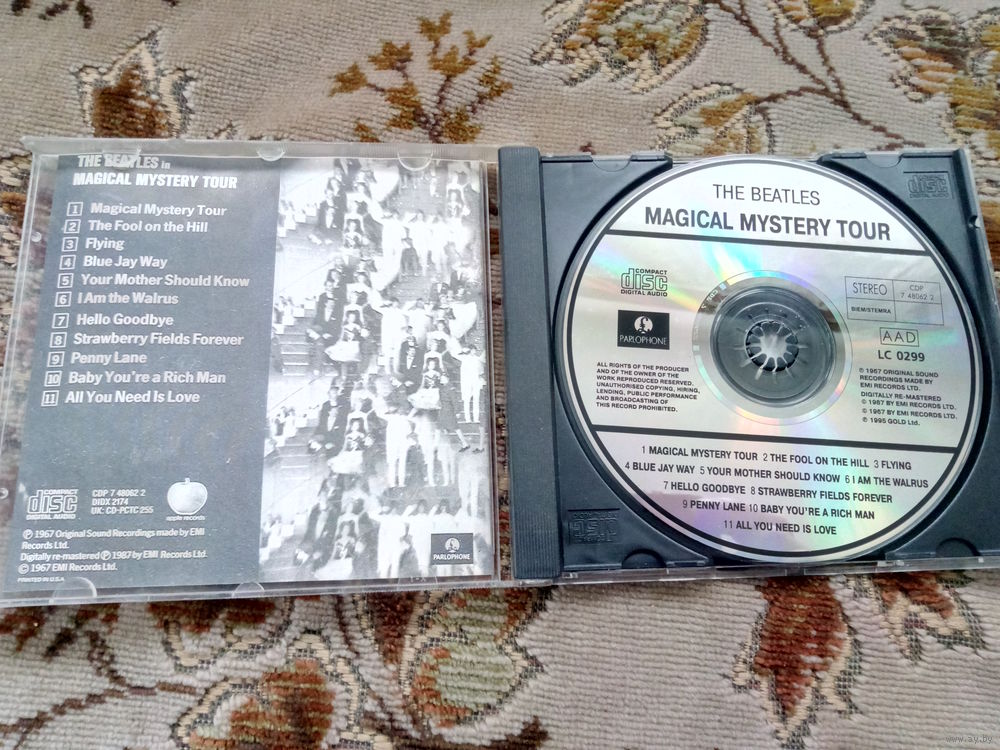 THE BEATLES in
MAGICAL MYSTERY TOUR
1 Magical Mystery Tour
2 The Fool on the Hill
3 Flying
4 Blue Jay Way
5 Your Mother Should Know
6 I Am the Walrus
7 Hello Goodbye
8 Strawberry Fields Forever
9 Penny Lane
10 Baby You're a Rich Man
11 All You Need Is Love
COMPACT
disc
DIGITAL AUDIO
CDP 7 48062 2
DIDX 2174
UK: CD-PCTC 255
apple records
℗ 1967 Original Sound Recordings made by EMI
Records Ltd.
Digitally re-mastered ℗ 1987 by EMI Records Ltd.
© 1967 EMI Records Ltd.
PRINTED IN U.S.A.
PARLOPHONE
THE BEATLES
MAGICAL MYSTERY TOUR
COMPACT
disc
DIGITAL AUDIO
PARLOPHONE
STEREO
CDP
7 48062 2
BIEM/STEMRA
AAD
LC 0299
ALL RIGHTS OF THE PRODUCER
AND OF THE OWNER OF THE
WORK REPRODUCED RESERVED.
UNAUTHORISED COPYING, HIRING,
LENDING, PUBLIC PERFORMANCE
AND BROADCASTING OF
THIS RECORD PROHIBITED.
℗ 1967 ORIGINAL SOUND
RECORDINGS MADE BY
EMI RECORDS LTD.
DIGITALLY RE-MASTERED
℗ 1987 BY EMI RECORDS LTD.
© 1967 BY EMI RECORDS LTD.
℗ 1995 GOLD Ltd.
1 MAGICAL MYSTERY TOUR 2 THE FOOL ON THE HILL 3 FLYING
4 BLUE JAY WAY 5 YOUR MOTHER SHOULD KNOW 6 I AM THE WALRUS
7 HELLO GOODBYE 8 STRAWBERRY FIELDS FOREVER
9 PENNY LANE 10 BABY YOU'RE A RICH MAN
11 ALL YOU NEED IS LOVE
disc
www.ay.by